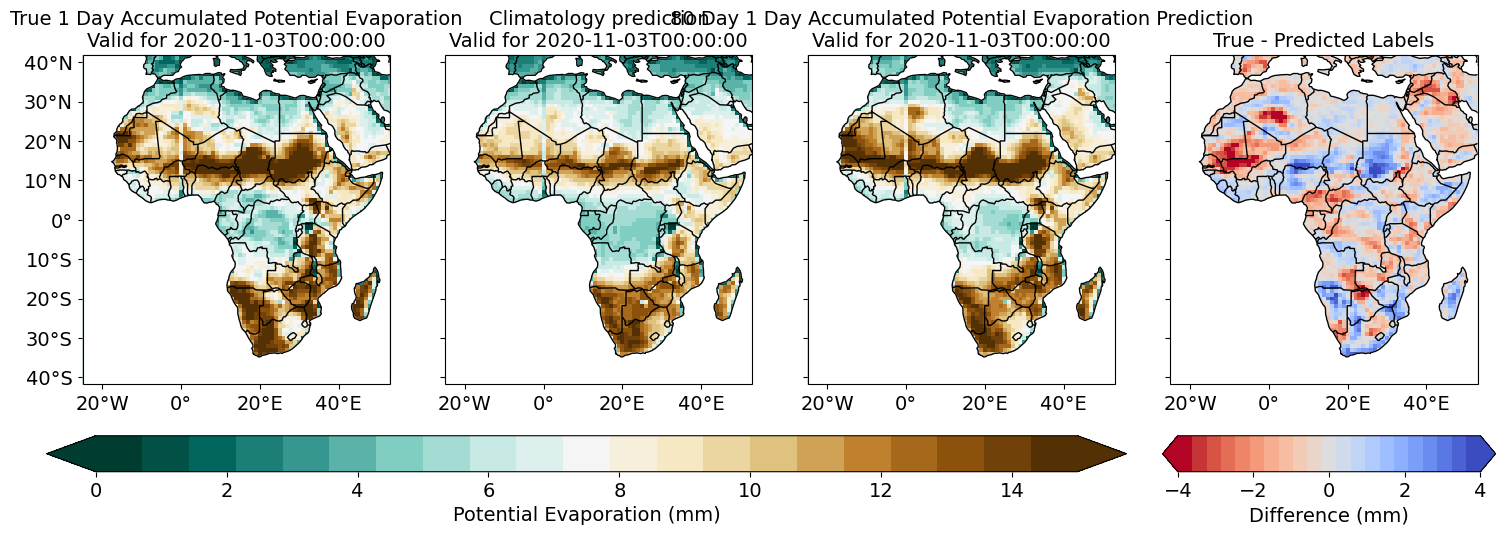 True 1 Day Accumulated Potential Evaporation
Valid for 2020-11-03T00:00:00
Climatology prediction
Valid for 2020-11-03T00:00:00
80 Day 1 Day Accumulated Potential Evaporation Prediction
Valid for 2020-11-03T00:00:00
True - Predicted Labels
40°N
30°N
20°N
10°N
0°
10°S
20°S
30°S
40°S
20°W 0° 20°E 40°E
20°W 0° 20°E 40°E
20°W 0° 20°E 40°E
20°W 0° 20°E 40°E
0 2 4 6 8 10 12 14
Potential Evaporation (mm)
−4 −2 0 2 4
Difference (mm)